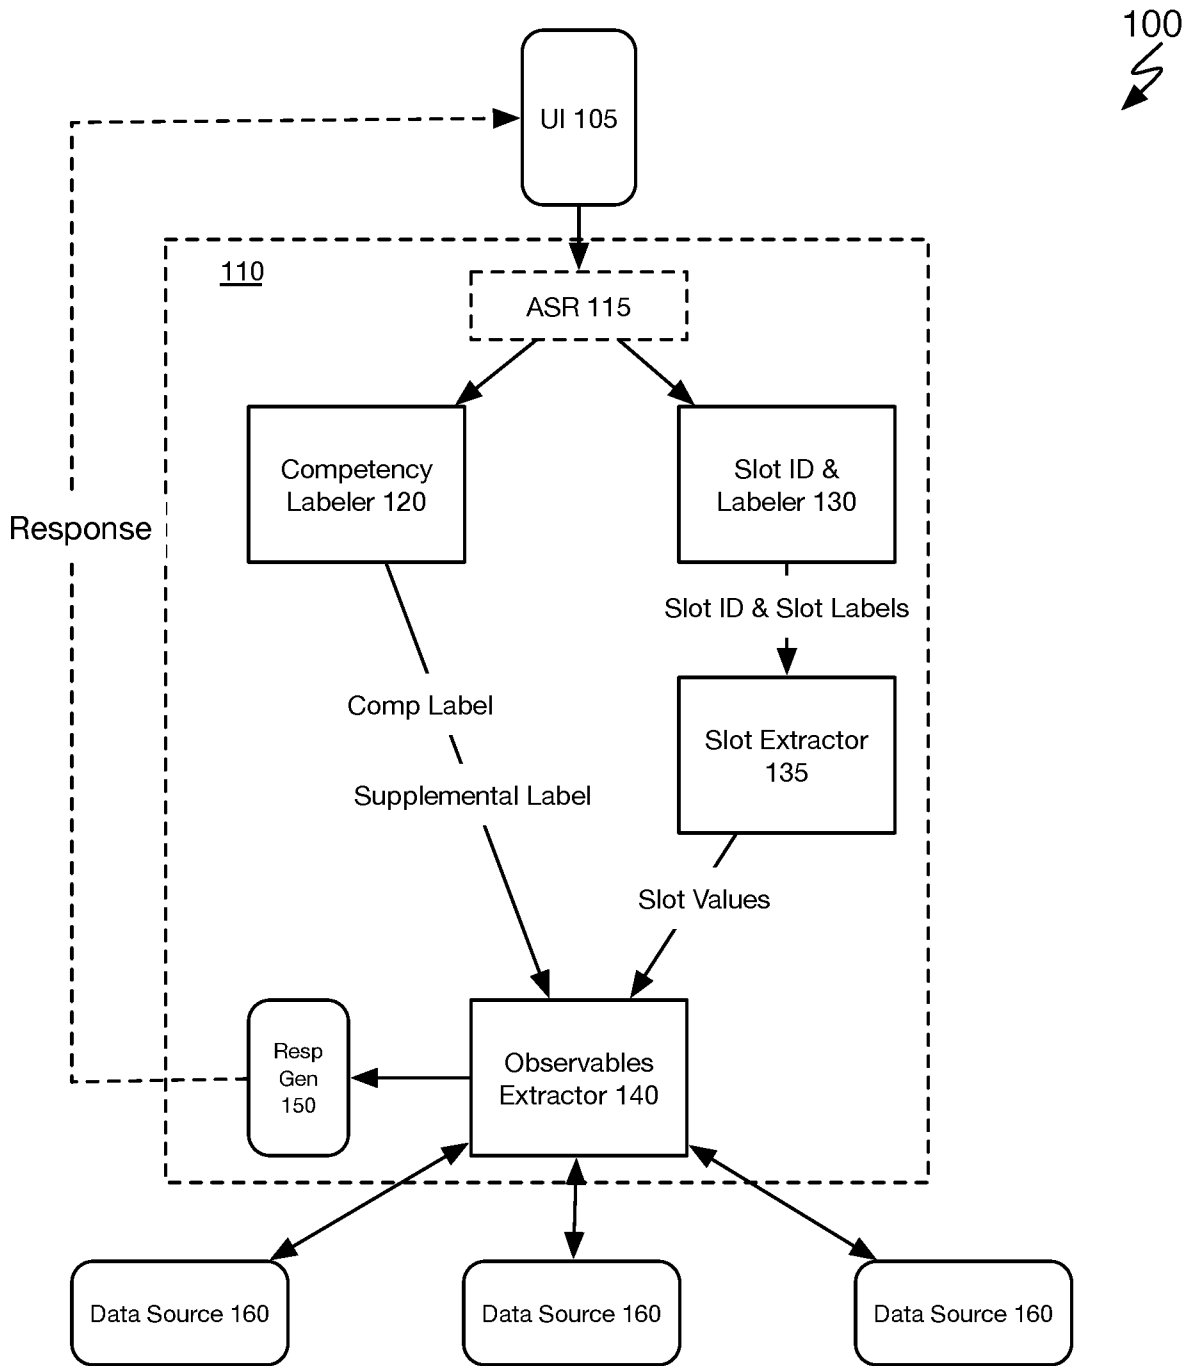 100
UI 105
110
ASR 115
Competency
Labeler 120
Slot ID &
Labeler 130
Response
Slot ID & Slot Labels
Comp Label
Slot Extractor
135
Supplemental Label
Slot Values
Resp
Gen
150
Observables
Extractor 140
Data Source 160
Data Source 160
Data Source 160